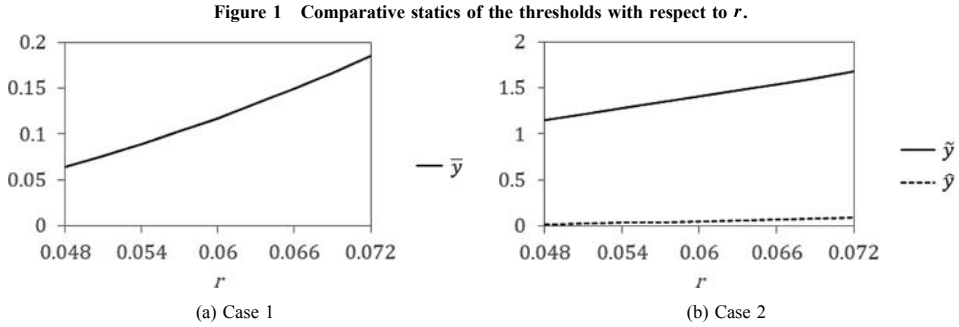 Figure 1 Comparative statics of the thresholds with respect to r.
0.2
0.15
0.1
0.05
0
0.048 0.054 0.06 0.066 0.072
r
ȳ
(a) Case 1
2
1.5
1
0.5
0
0.048 0.054 0.06 0.066 0.072
r
ỹ
ŷ
(b) Case 2